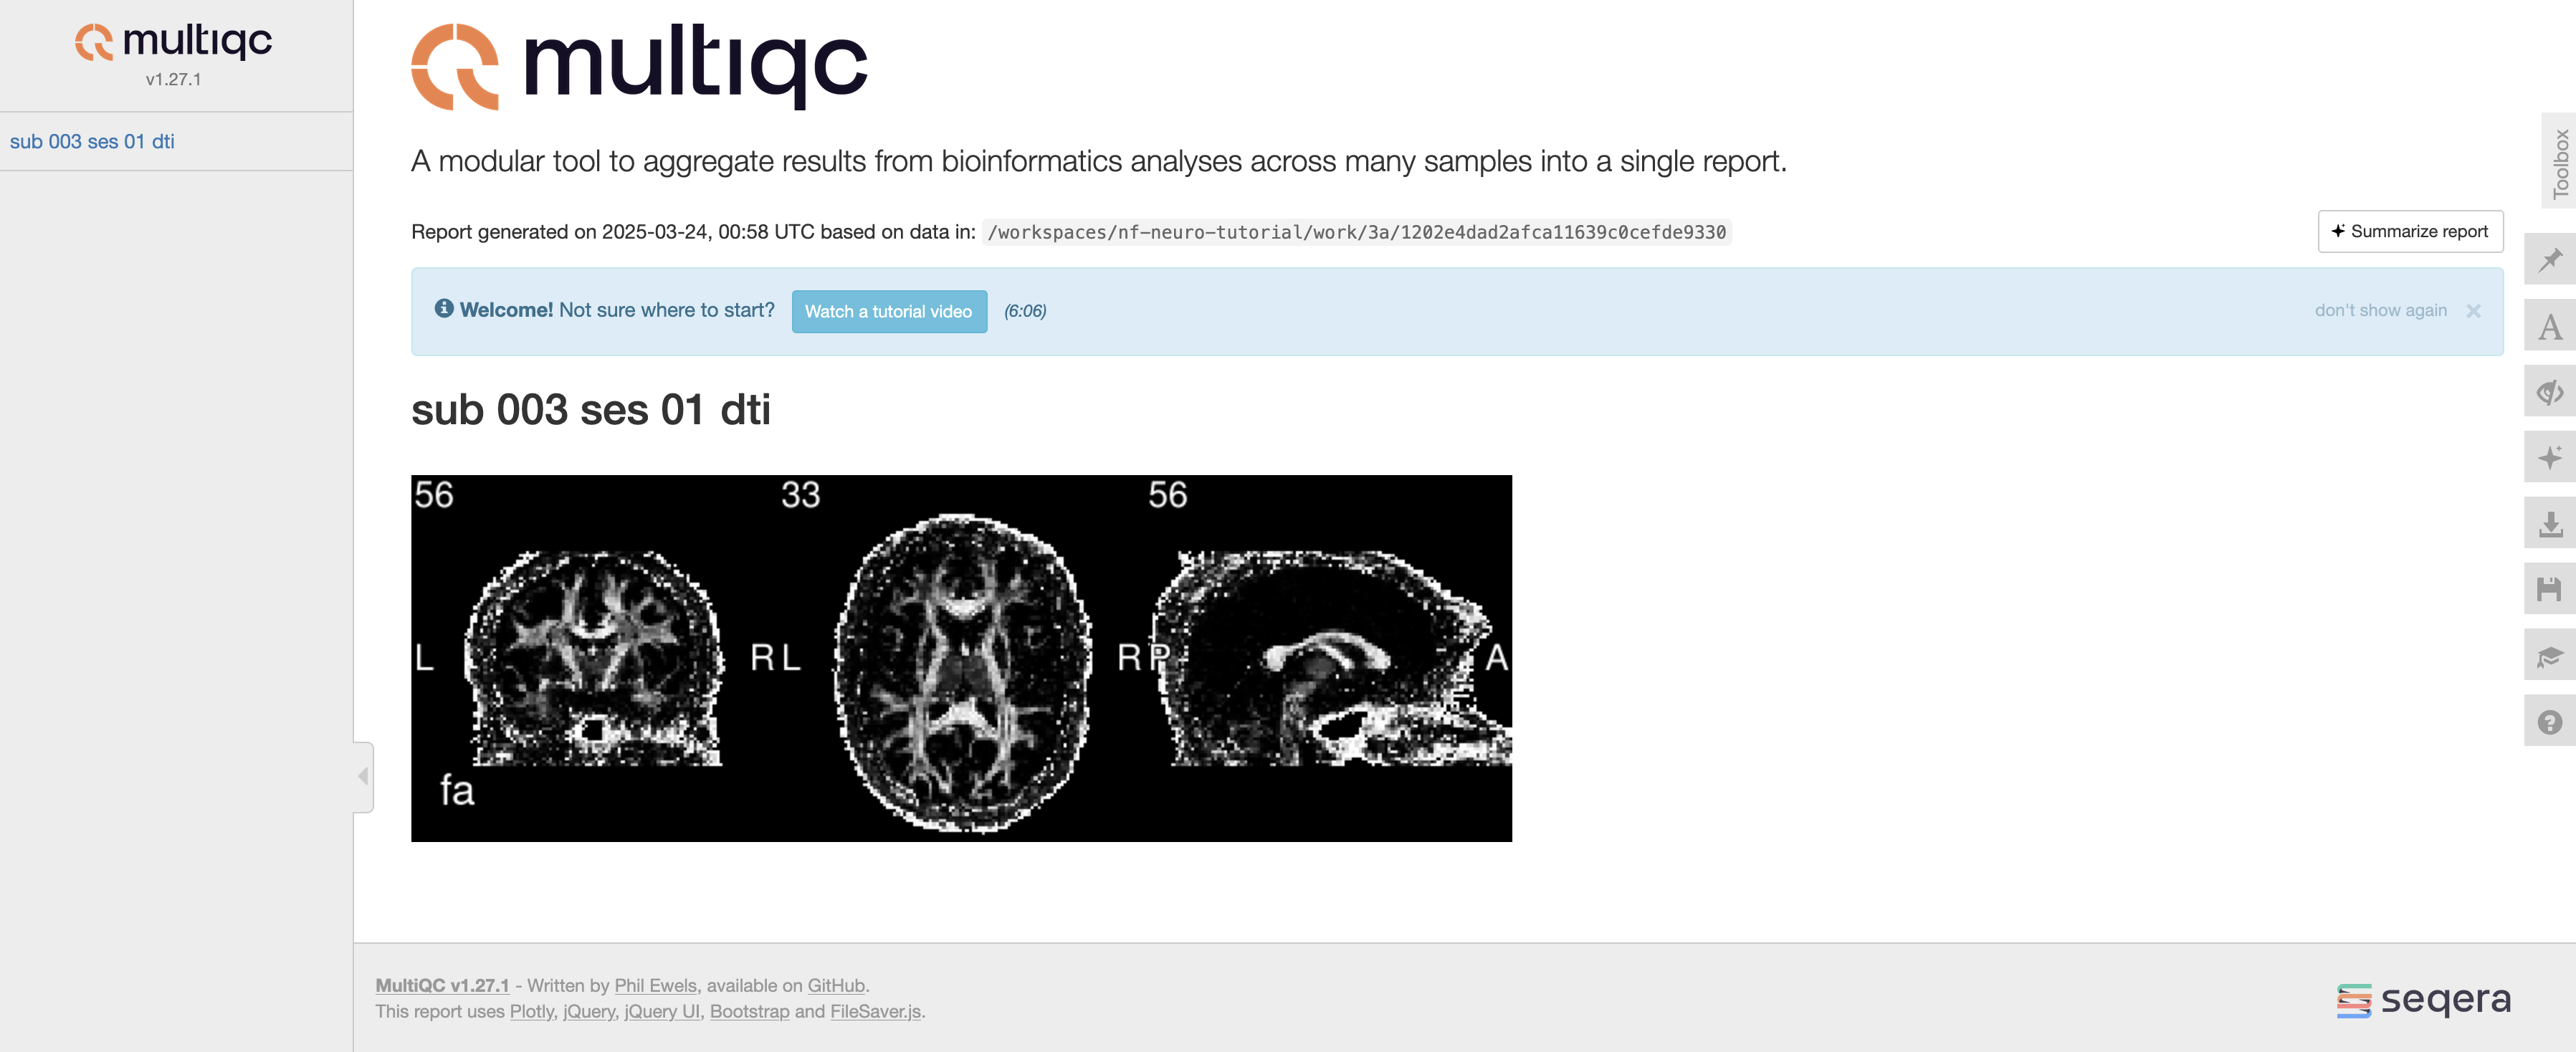 multiqc
v1.27.1
sub 003 ses 01 dti
multiqc
A modular tool to aggregate results from bioinformatics analyses across many samples into a single report.
Report generated on 2025-03-24, 00:58 UTC based on data in: /workspaces/nf-neuro-tutorial/work/3a/1202e4dad2afca11639c0cefde9330
Summarize report
Toolbox
Welcome! Not sure where to start? Watch a tutorial video (6:06) don't show again ×
A
sub 003 ses 01 dti
56 33 56
L R L R P A
fa
MultiQC v1.27.1 - Written by Phil Ewels, available on GitHub.
This report uses Plotly, jQuery, jQuery UI, Bootstrap and FileSaver.js.
seqera